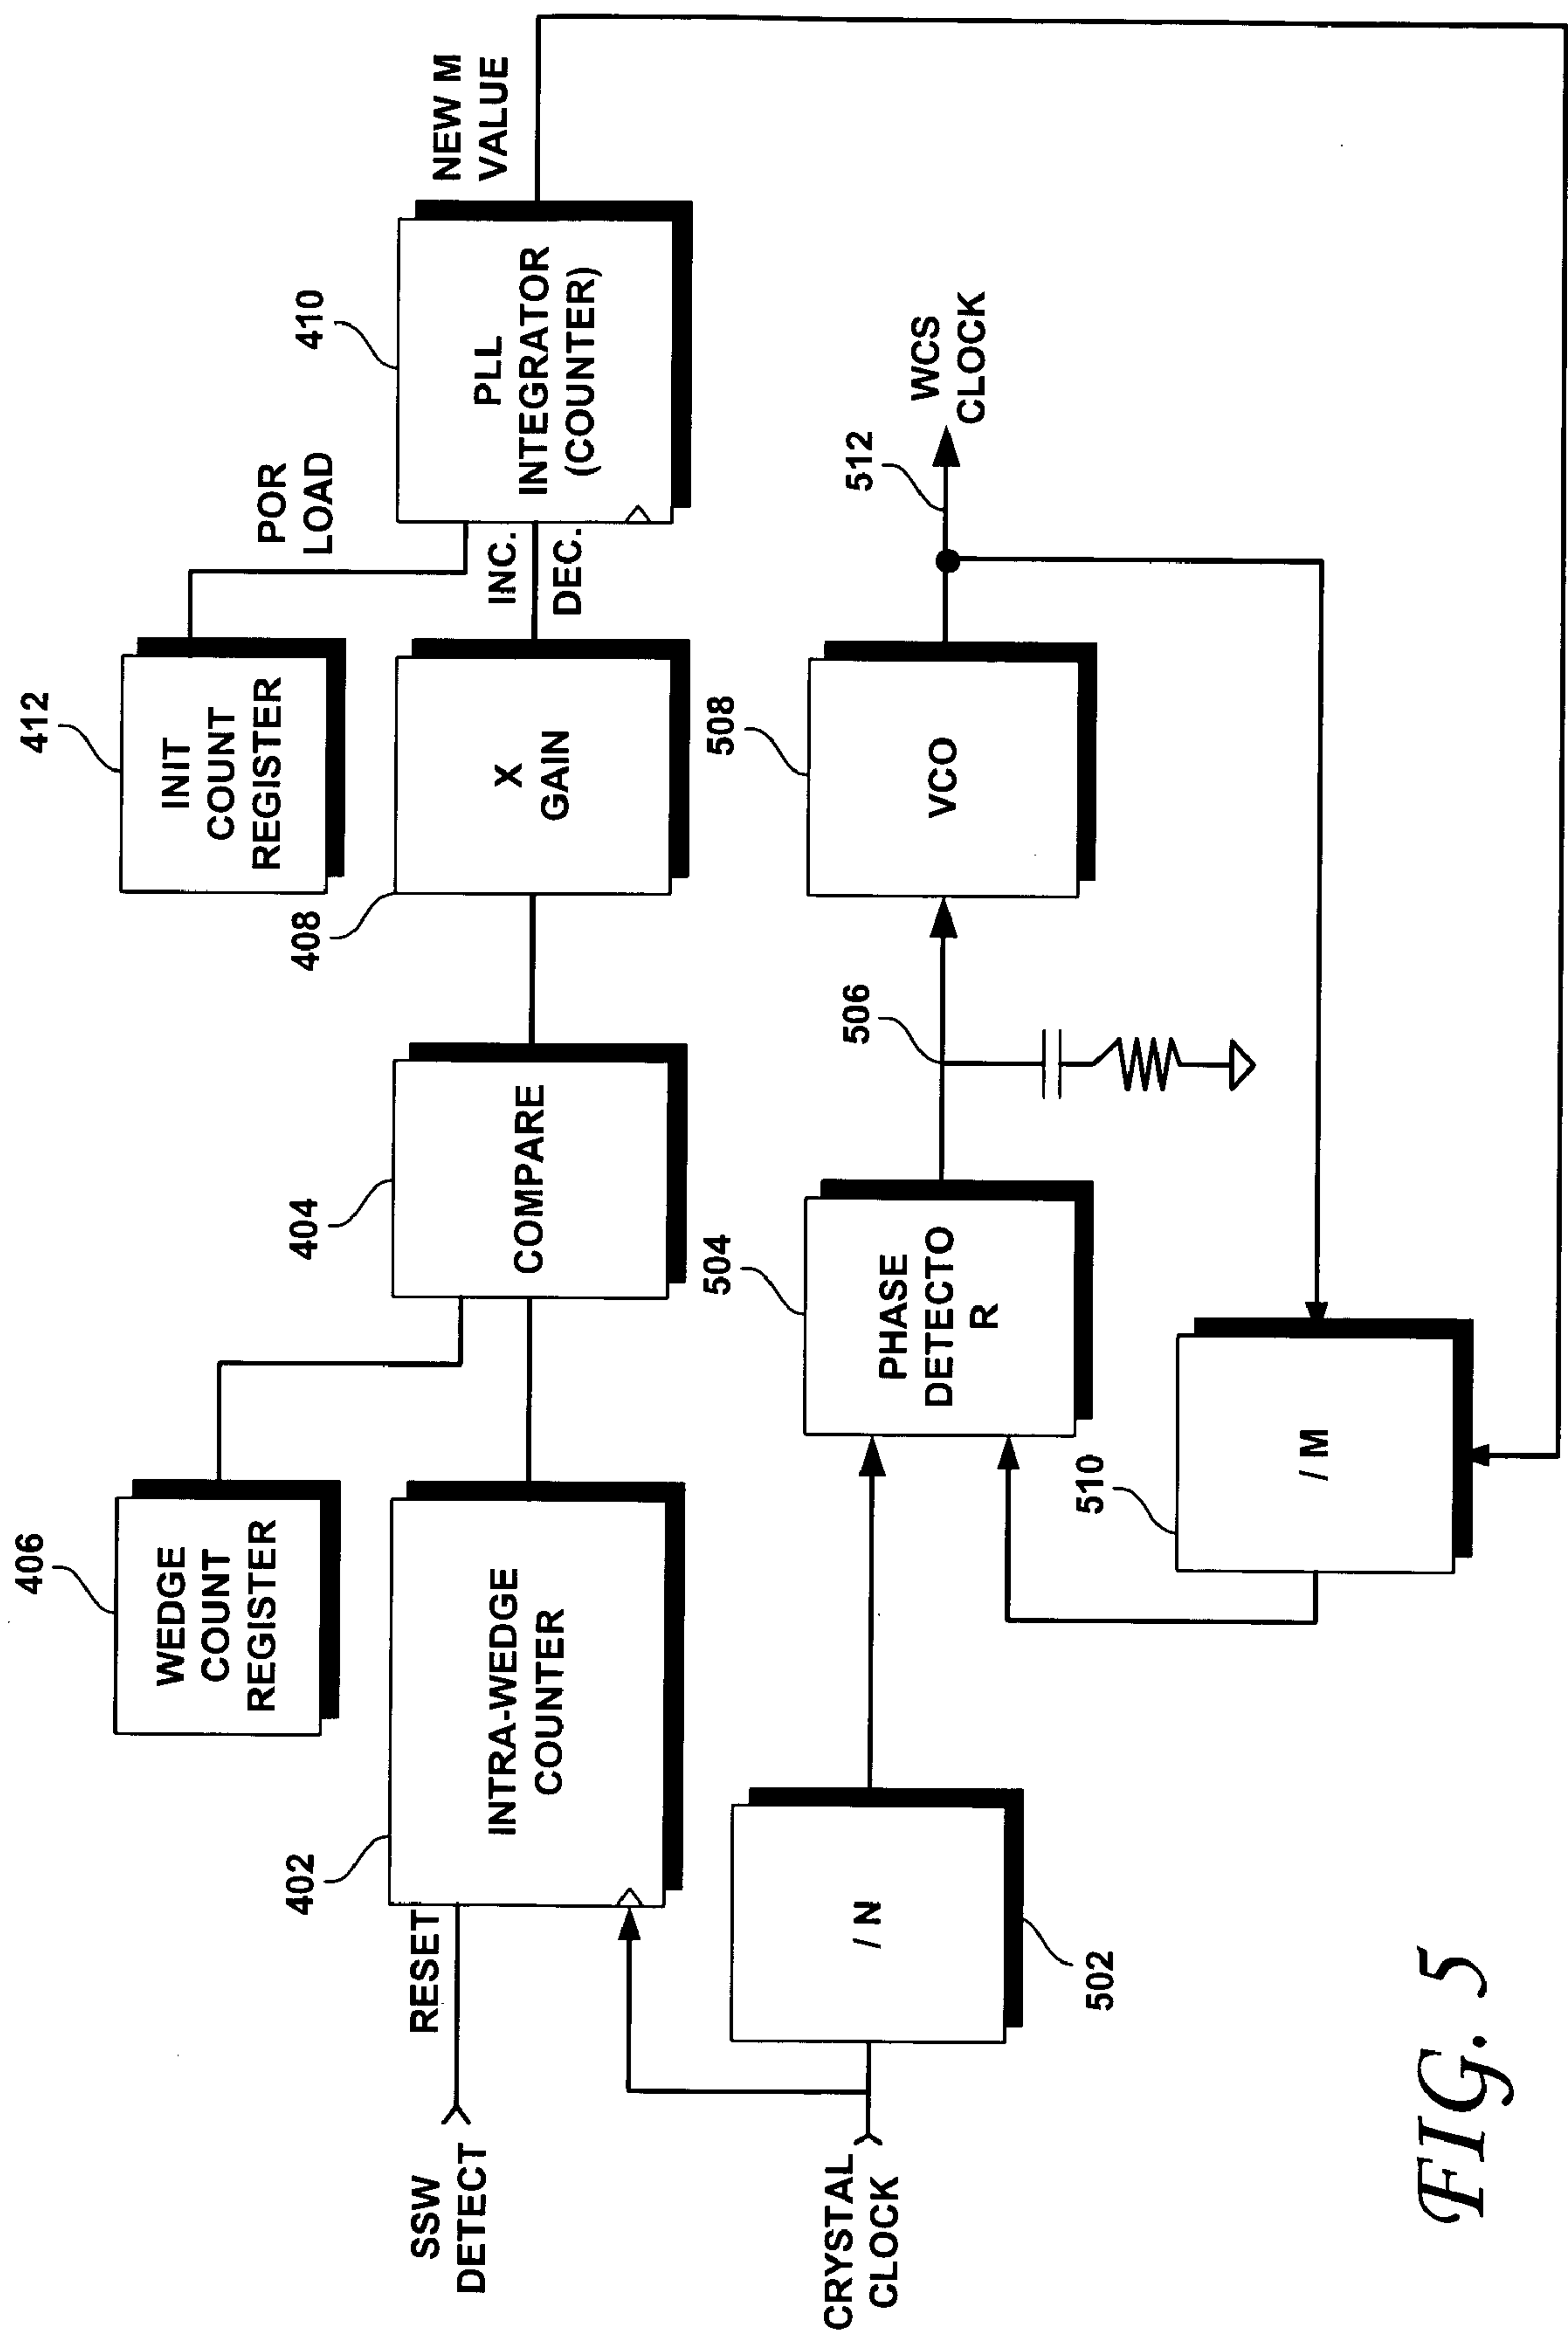 412
INIT
COUNT
REGISTER
POR
LOAD
410
PLL
INTEGRATOR
(COUNTER)
NEW M
VALUE
406
WEDGE
COUNT
REGISTER
SSW
DETECT
RESET
402
INTRA-WEDGE
COUNTER
404
COMPARE
408
X
GAIN
INC.
DEC.
CRYSTAL
CLOCK
/ N
502
504
PHASE
DETECTO
R
506
508
VCO
512
WCS
CLOCK
510
/ M
FIG. 5